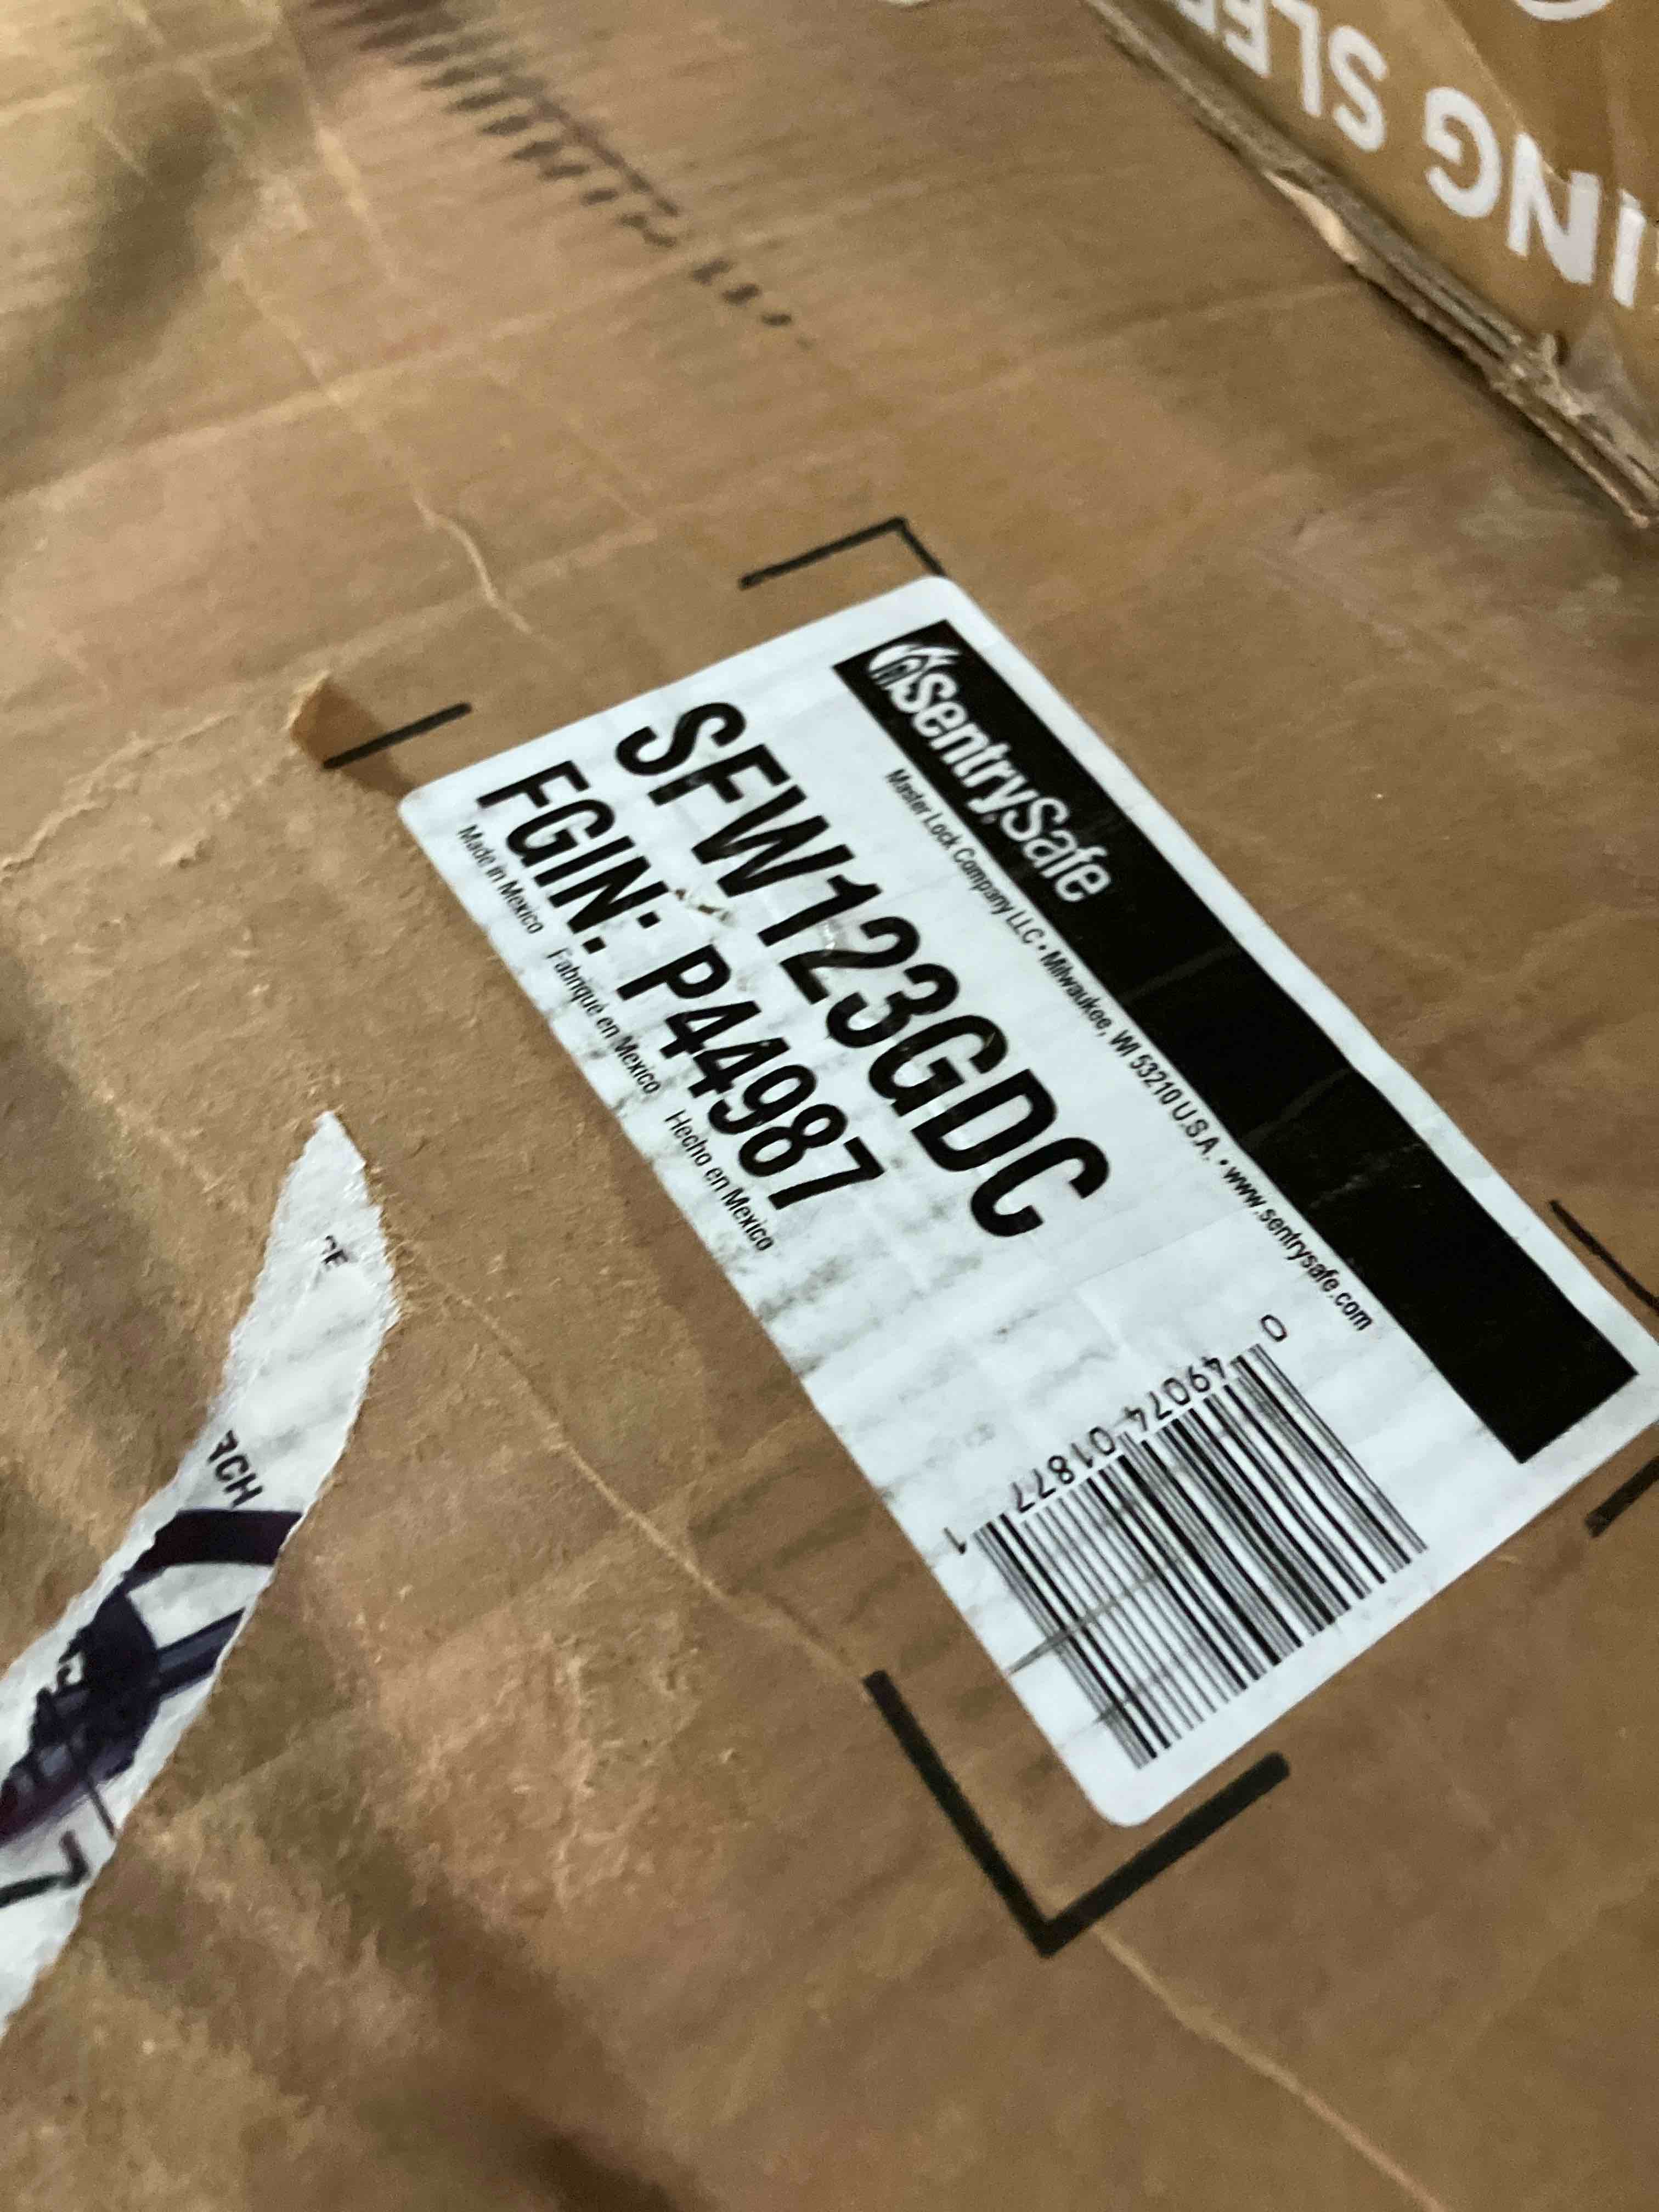 SentrySafe
Master Lock Company LLC • Milwaukee, WI 53210 U.S.A. • www.sentrysafe.com
SFW123GDC
FGIN: P44987
Made in Mexico Fabriqué en Mexico Hecho en Mexico
0 49074 01877 1